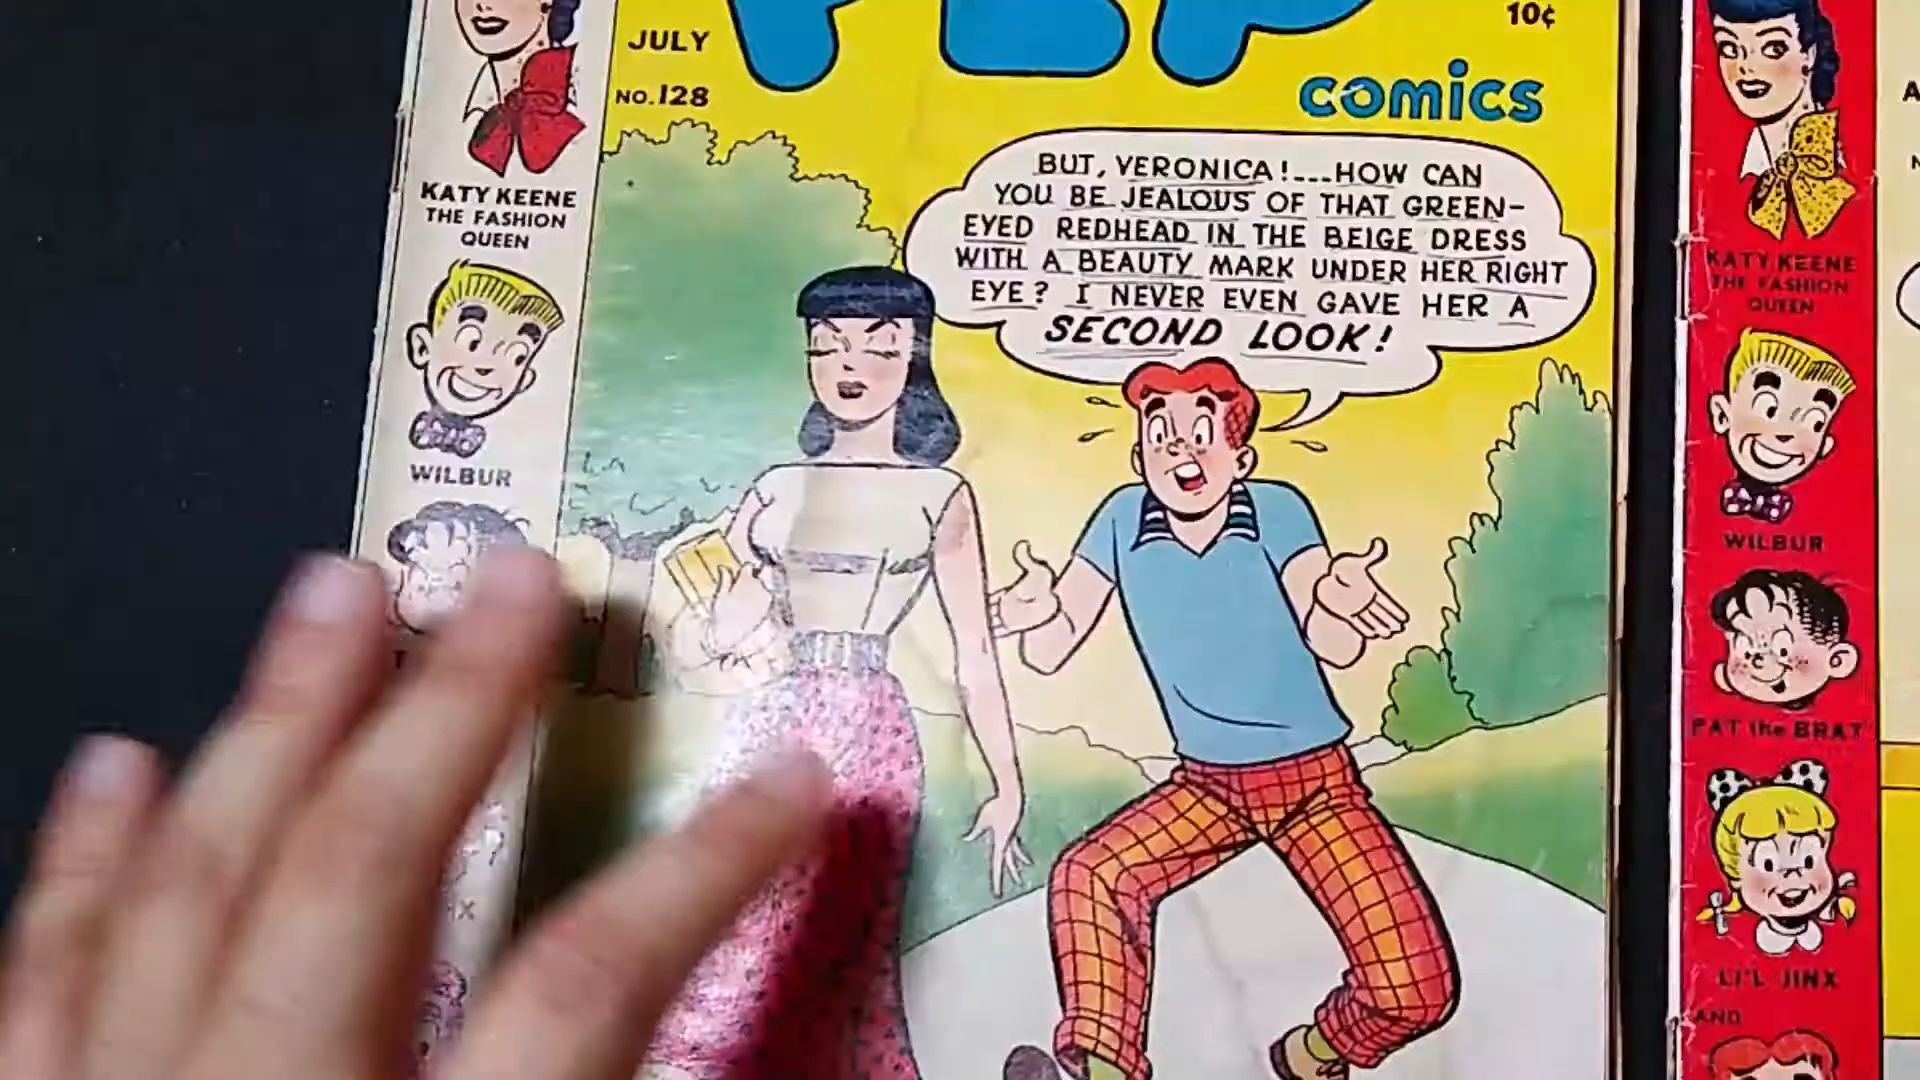 PEP
comics
10¢
JULY
NO. 128
BUT, VERONICA!---HOW CAN
YOU BE JEALOUS OF THAT GREEN-
EYED REDHEAD IN THE BEIGE DRESS
WITH A BEAUTY MARK UNDER HER RIGHT
EYE? I NEVER EVEN GAVE HER A
SECOND LOOK!
KATY KEENE
THE FASHION
QUEEN
WILBUR
KATY KEENE
THE FASHION
QUEEN
WILBUR
PAT the BRAT
LI'L JINX
AND